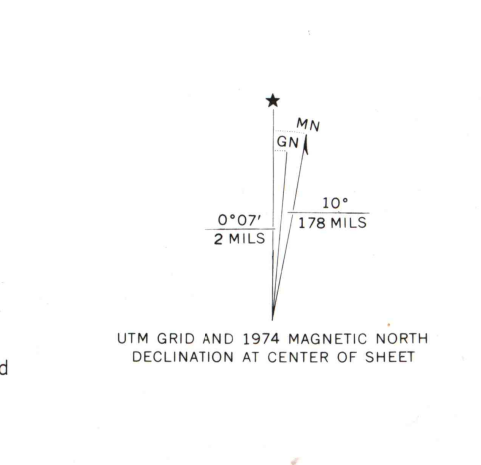 ★
MN
GN
0°07'
2 MILS
10°
178 MILS
UTM GRID AND 1974 MAGNETIC NORTH
DECLINATION AT CENTER OF SHEET
d